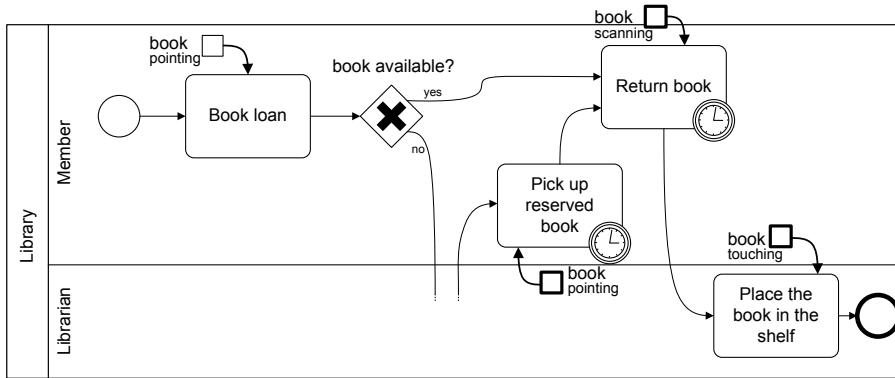 Library
Member
Librarian
book
pointing
Book loan
book available?
yes
no
book
scanning
Return book
Pick up
reserved
book
book
pointing
book
touching
Place the
book in the
shelf